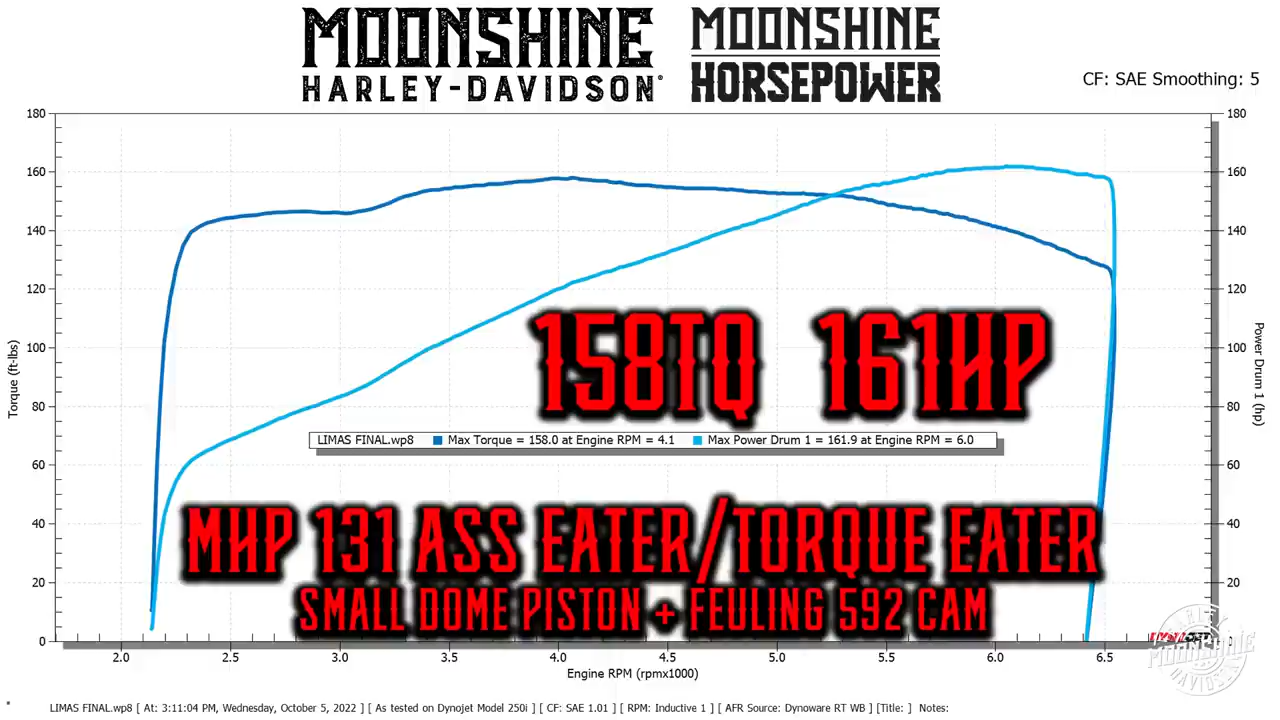 MOONSHINE
HARLEY-DAVIDSON®
MOONSHINE
HORSEPOWER
CF: SAE Smoothing: 5
180
160
140
120
100
80
60
40
20
0
Torque (ft-lbs)
180
160
140
120
100
80
60
40
20
Power Drum 1 (hp)
158TQ 161HP
LIMAS FINAL.wp8 Max Torque = 158.0 at Engine RPM = 4.1 Max Power Drum 1 = 161.9 at Engine RPM = 6.0
MHP 131 ASS EATER/TORQUE EATER
SMALL DOME PISTON + FEULING 592 CAM
2.0 2.5 3.0 3.5 4.0 4.5 5.0 5.5 6.0 6.5
Engine RPM (rpmx1000)
MOONSHINE
LIMAS FINAL.wp8 [ At: 3:11:04 PM, Wednesday, October 5, 2022 ] [ As tested on Dynojet Model 250i ] [ CF: SAE 1.01 ] [ RPM: Inductive 1 ] [ AFR Source: Dynoware RT WB ] [Title: ] Notes: